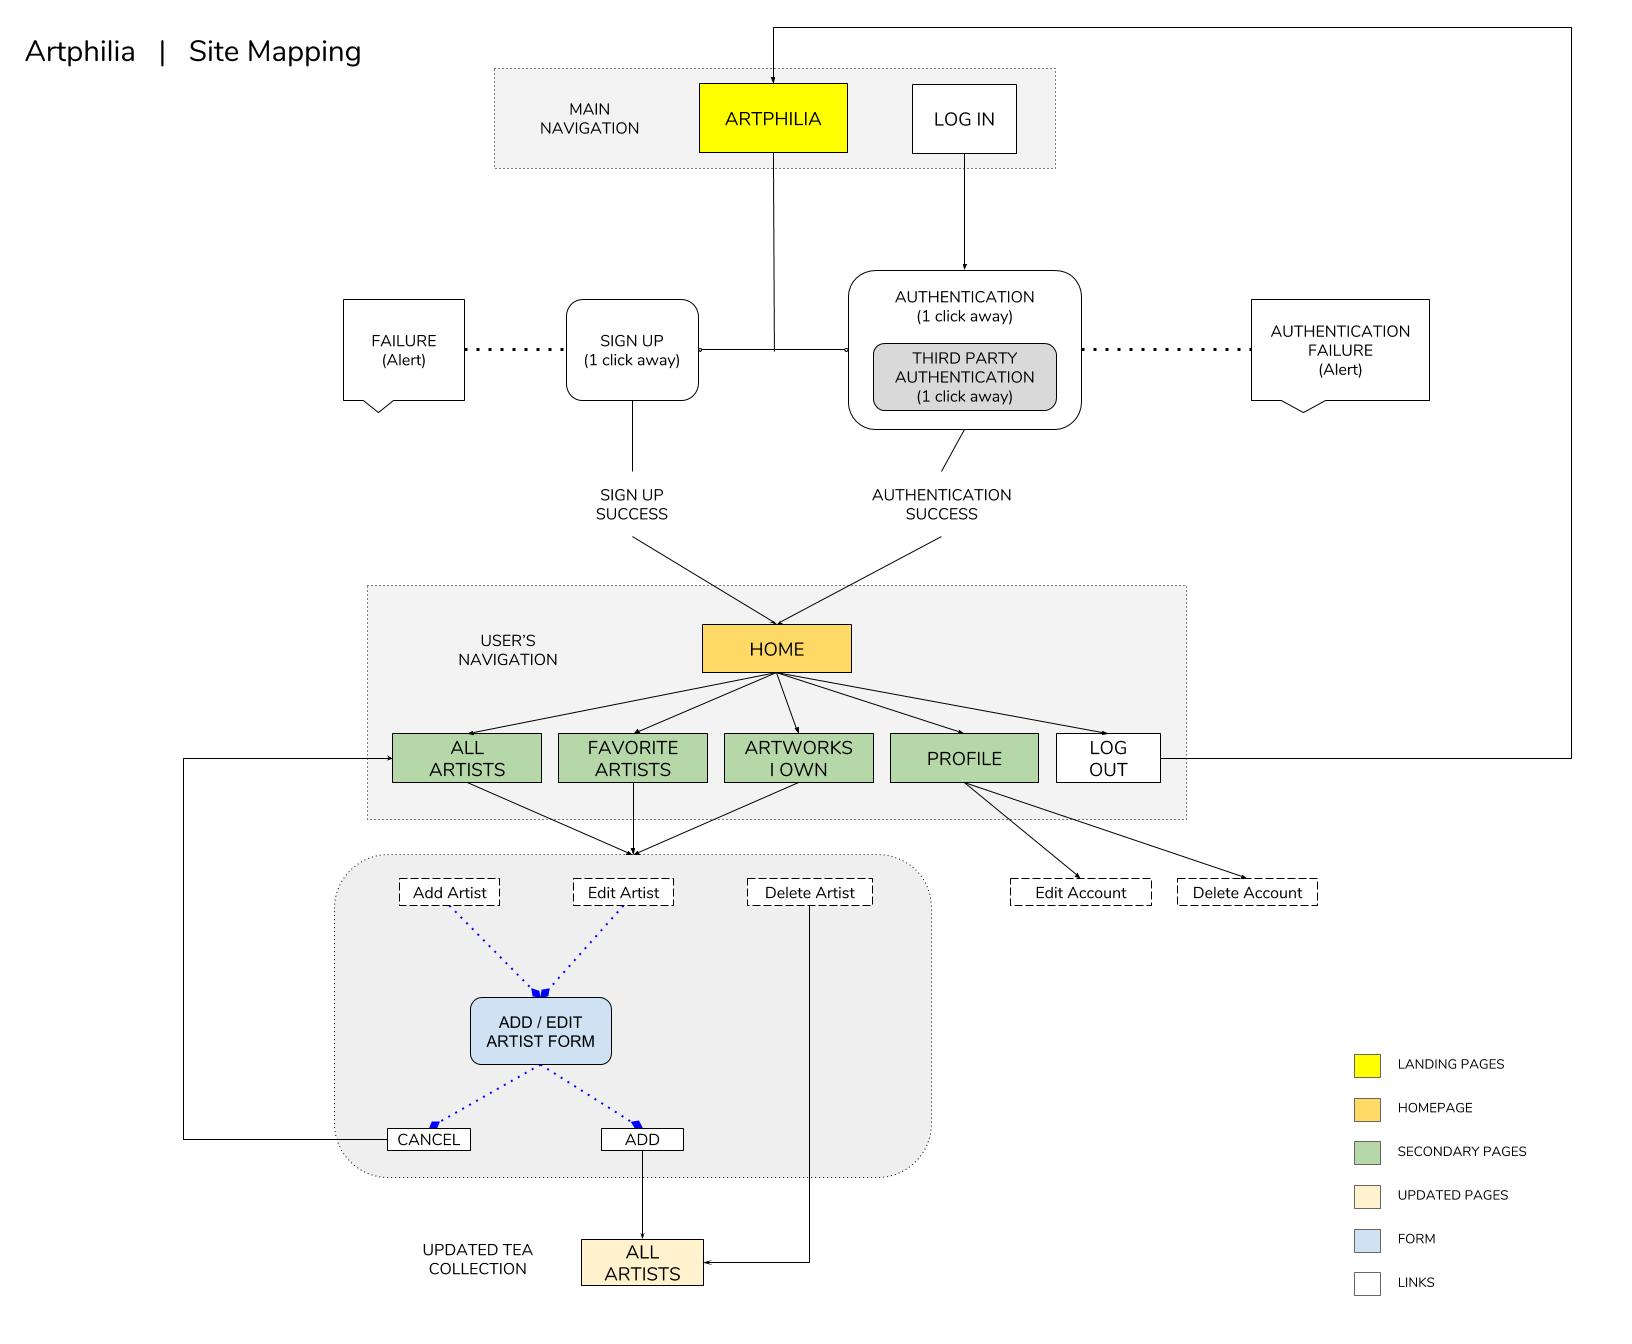 Artphilia | Site Mapping
MAIN
NAVIGATION
ARTPHILIA
LOG IN
FAILURE
(Alert)
SIGN UP
(1 click away)
AUTHENTICATION
(1 click away)
THIRD PARTY
AUTHENTICATION
(1 click away)
AUTHENTICATION
FAILURE
(Alert)
SIGN UP
SUCCESS
AUTHENTICATION
SUCCESS
USER'S
NAVIGATION
HOME
ALL
ARTISTS
FAVORITE
ARTISTS
ARTWORKS
I OWN
PROFILE
LOG
OUT
Add Artist
Edit Artist
Delete Artist
Edit Account
Delete Account
ADD / EDIT
ARTIST FORM
CANCEL
ADD
UPDATED TEA
COLLECTION
ALL
ARTISTS
LANDING PAGES
HOMEPAGE
SECONDARY PAGES
UPDATED PAGES
FORM
LINKS